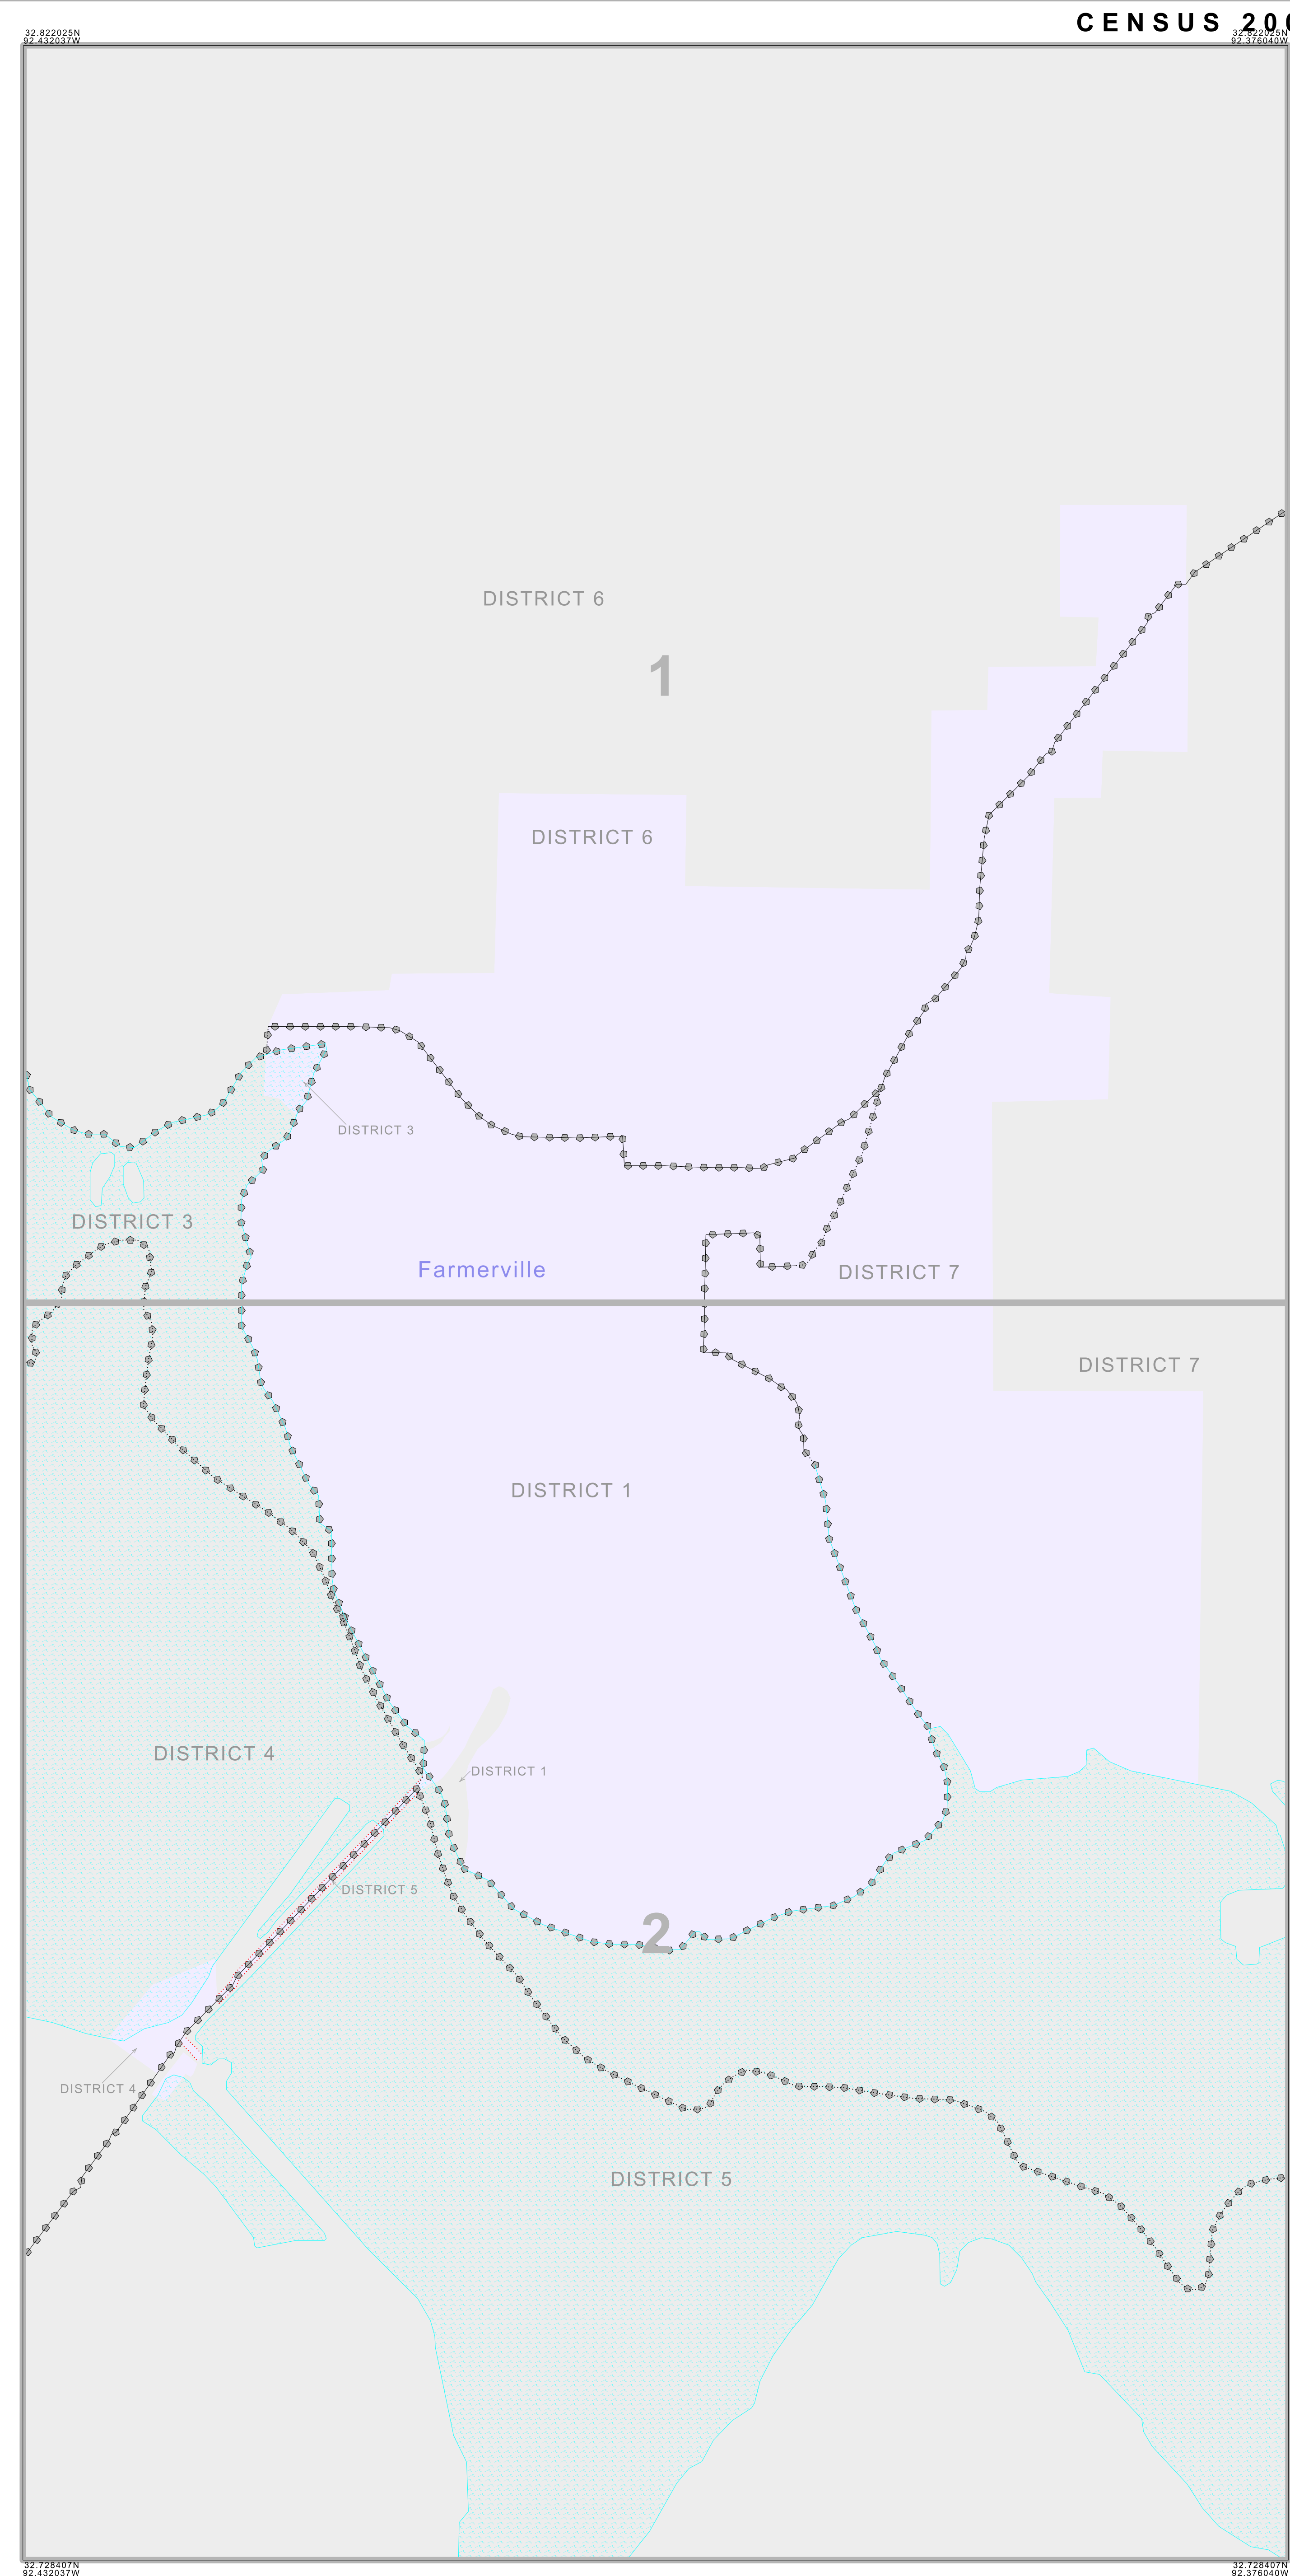 CENSUS 200
32.822025N
92.432037W
32.822025N
92.376040W
DISTRICT 6
1
DISTRICT 6
DISTRICT 3
DISTRICT 3
Farmerville
DISTRICT 7
DISTRICT 7
DISTRICT 1
DISTRICT 4
DISTRICT 1
DISTRICT 5
2
DISTRICT 4
DISTRICT 5
32.728407N
92.432037W
32.728407N
92.376040W